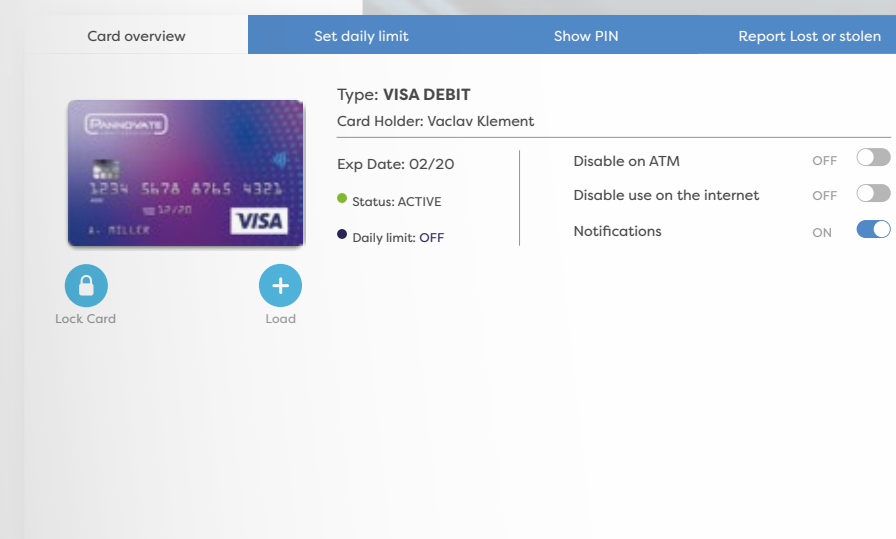 Card overview
Set daily limit
Show PIN
Report Lost or stolen
PANNOVATE
1234 5678 8765 4321
12/20
A. MILLER
VISA
Lock Card
Load
Type: VISA DEBIT
Card Holder: Vaclav Klement
Exp Date: 02/20
Status: ACTIVE
Daily limit: OFF
Disable on ATM OFF
Disable use on the internet OFF
Notifications ON